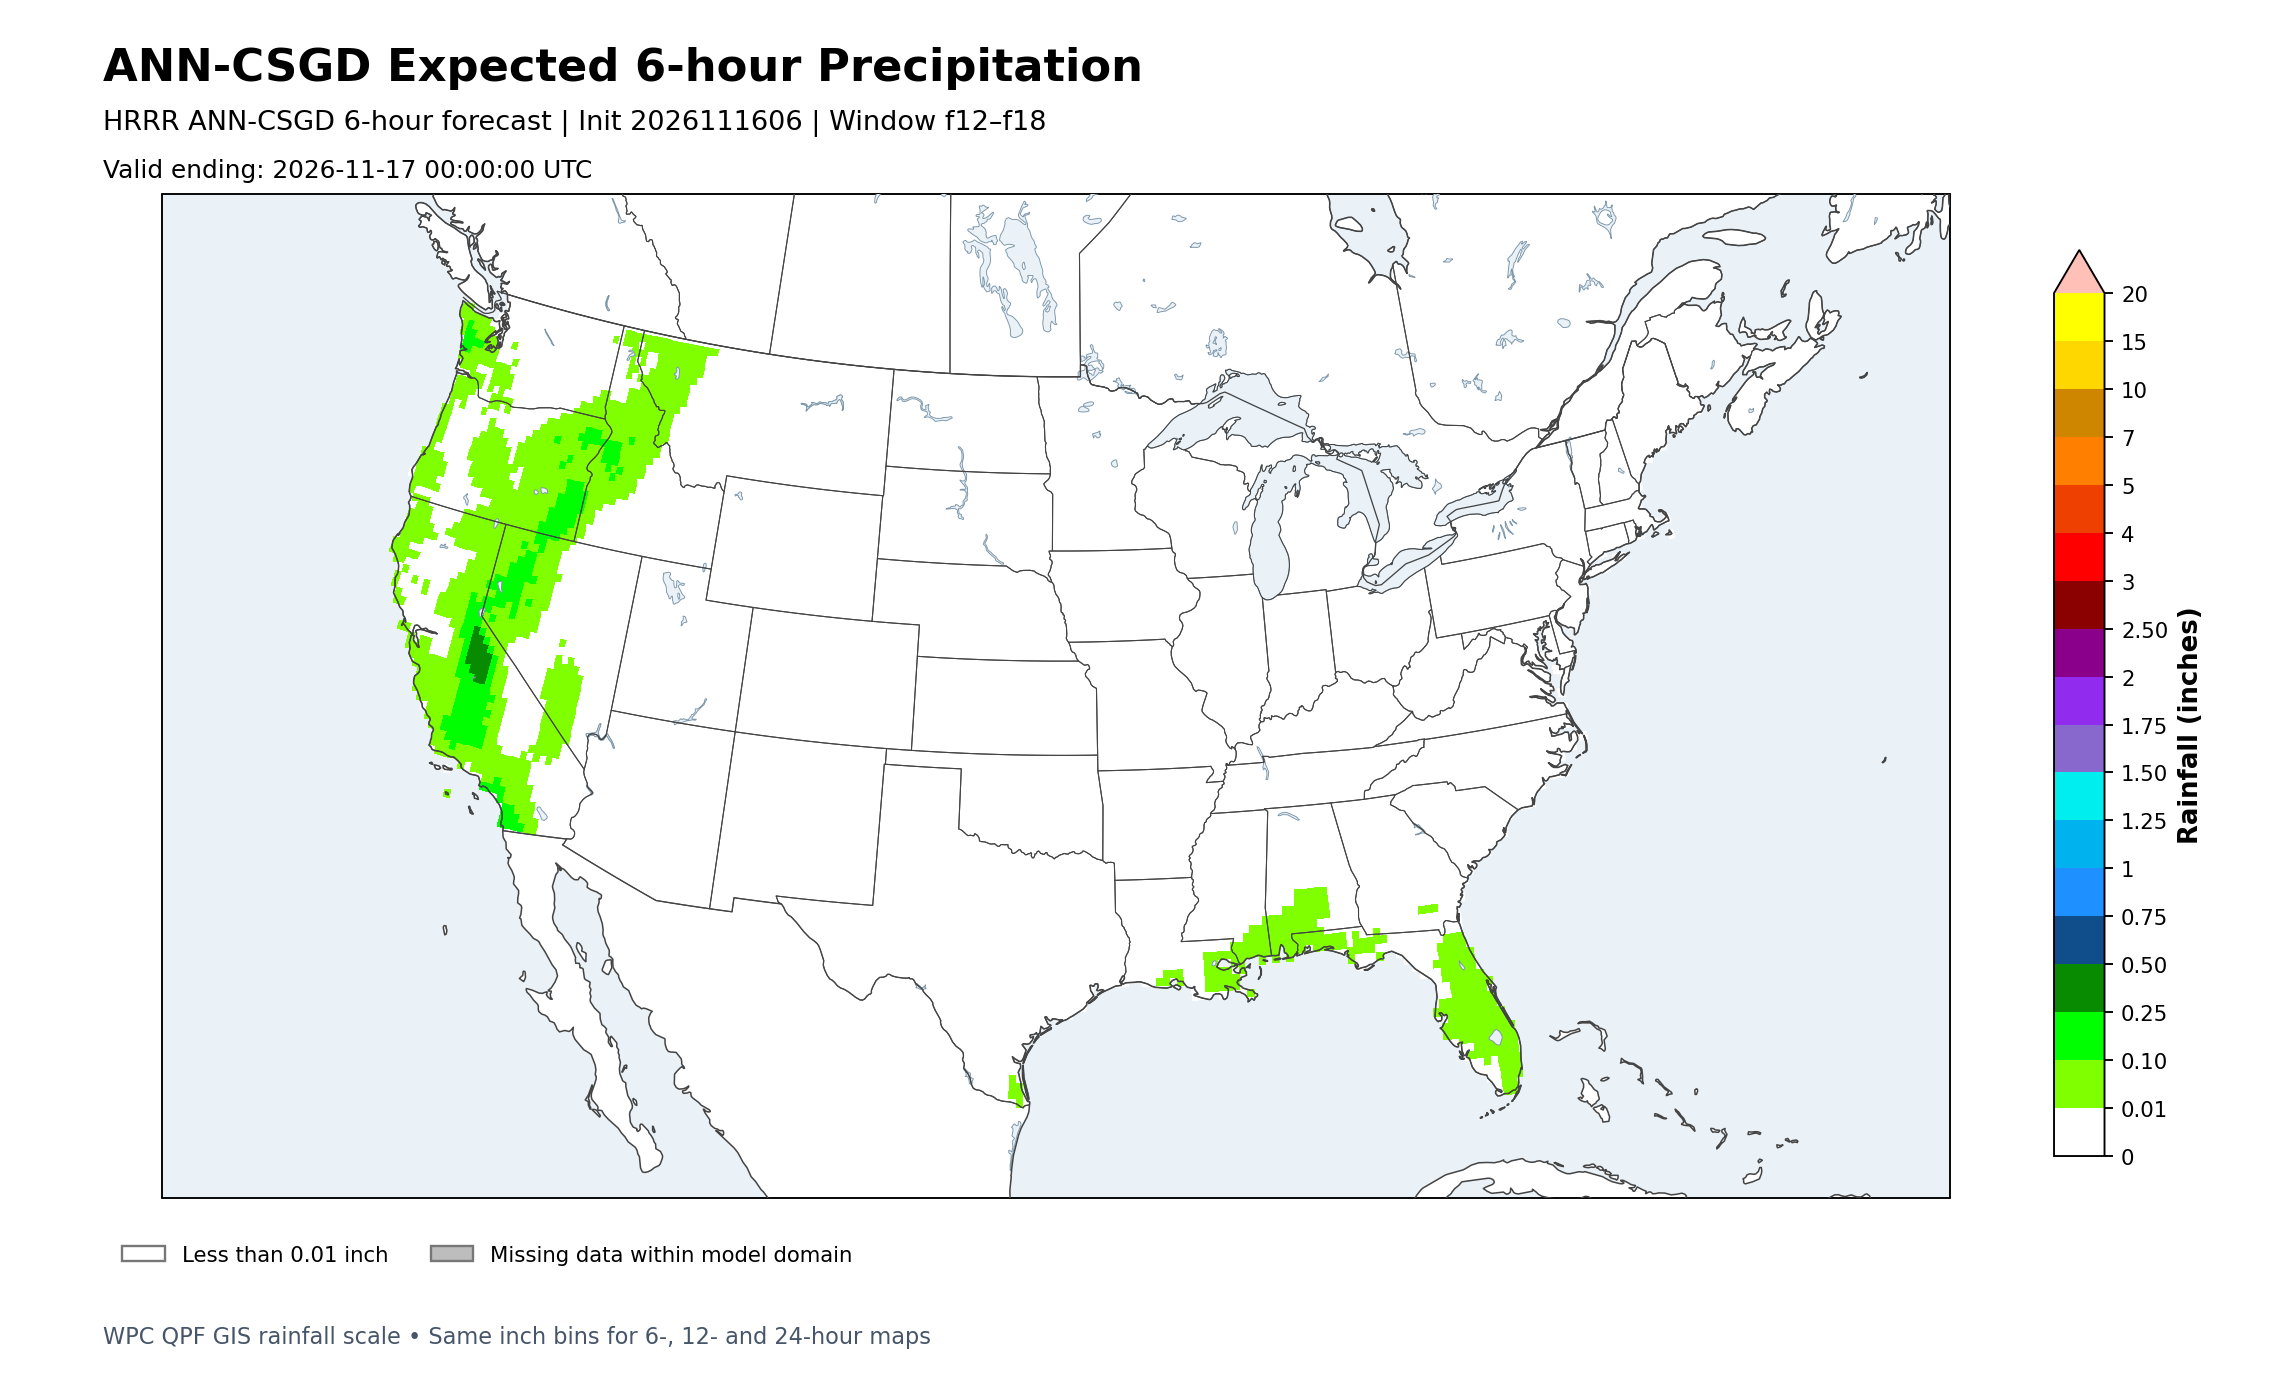 ANN-CSGD Expected 6-hour Precipitation
HRRR ANN-CSGD 6-hour forecast | Init 2026111606 | Window f12–f18
Valid ending: 2026-11-17 00:00:00 UTC
20
15
10
7
5
4
3
2.50
2
1.75
1.50
1.25
1
0.75
0.50
0.25
0.10
0.01
0
Rainfall (inches)
Less than 0.01 inch
Missing data within model domain
WPC QPF GIS rainfall scale • Same inch bins for 6-, 12- and 24-hour maps